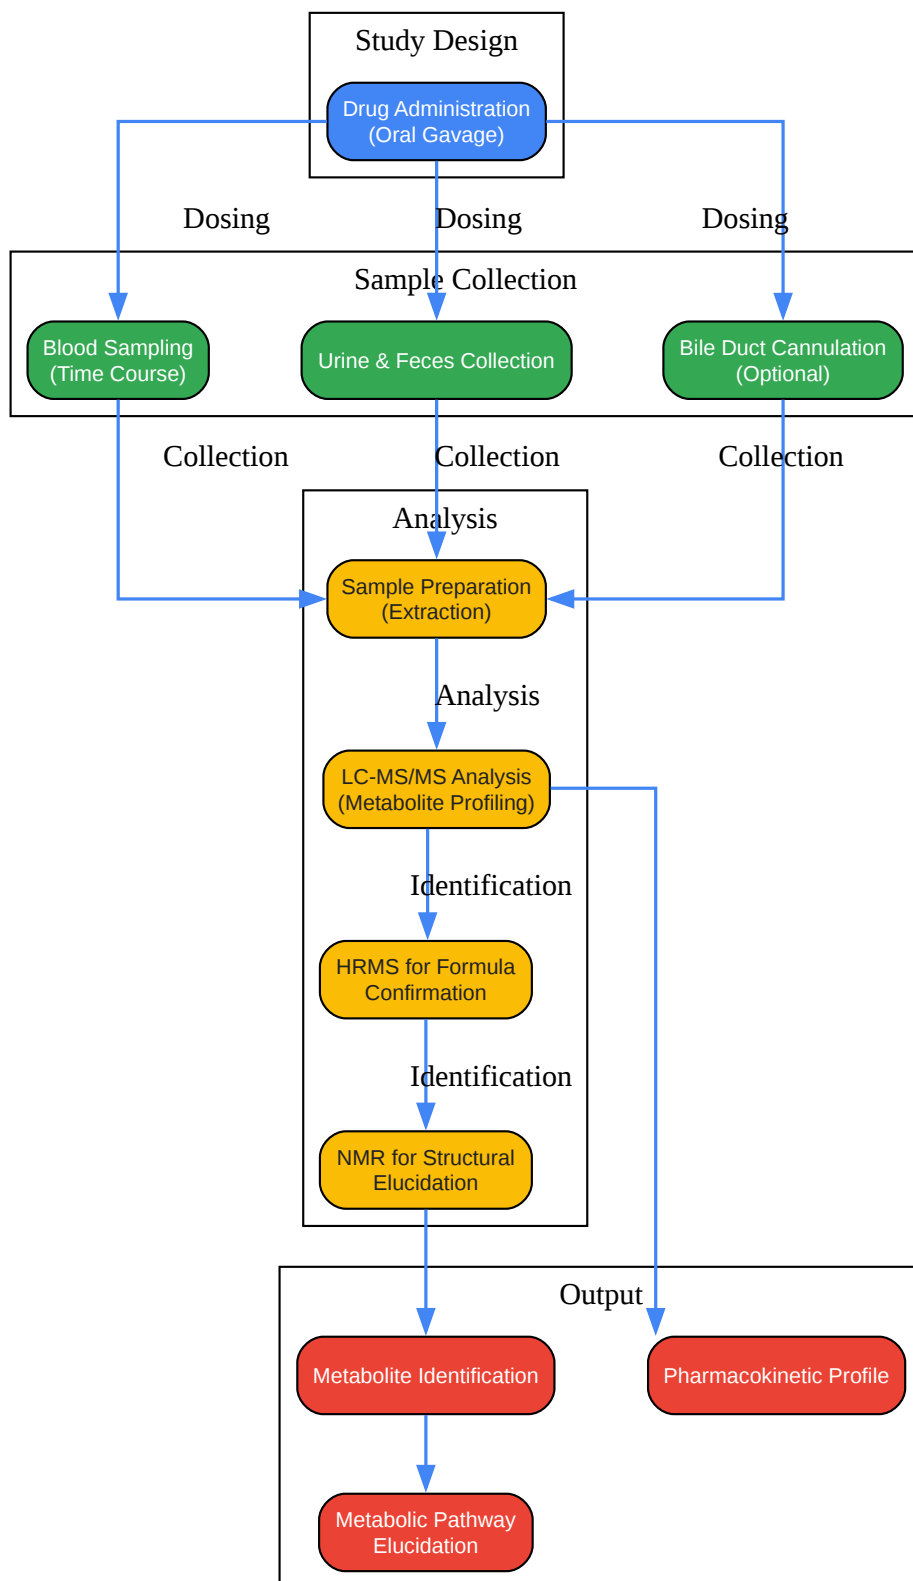 Study Design
Drug Administration
(Oral Gavage)
Dosing
Dosing
Dosing
Sample Collection
Blood Sampling
(Time Course)
Urine & Feces Collection
Bile Duct Cannulation
(Optional)
Collection
Collection
Collection
Analysis
Sample Preparation
(Extraction)
Analysis
LC-MS/MS Analysis
(Metabolite Profiling)
Identification
HRMS for Formula
Confirmation
Identification
NMR for Structural
Elucidation
Output
Metabolite Identification
Pharmacokinetic Profile
Metabolic Pathway
Elucidation